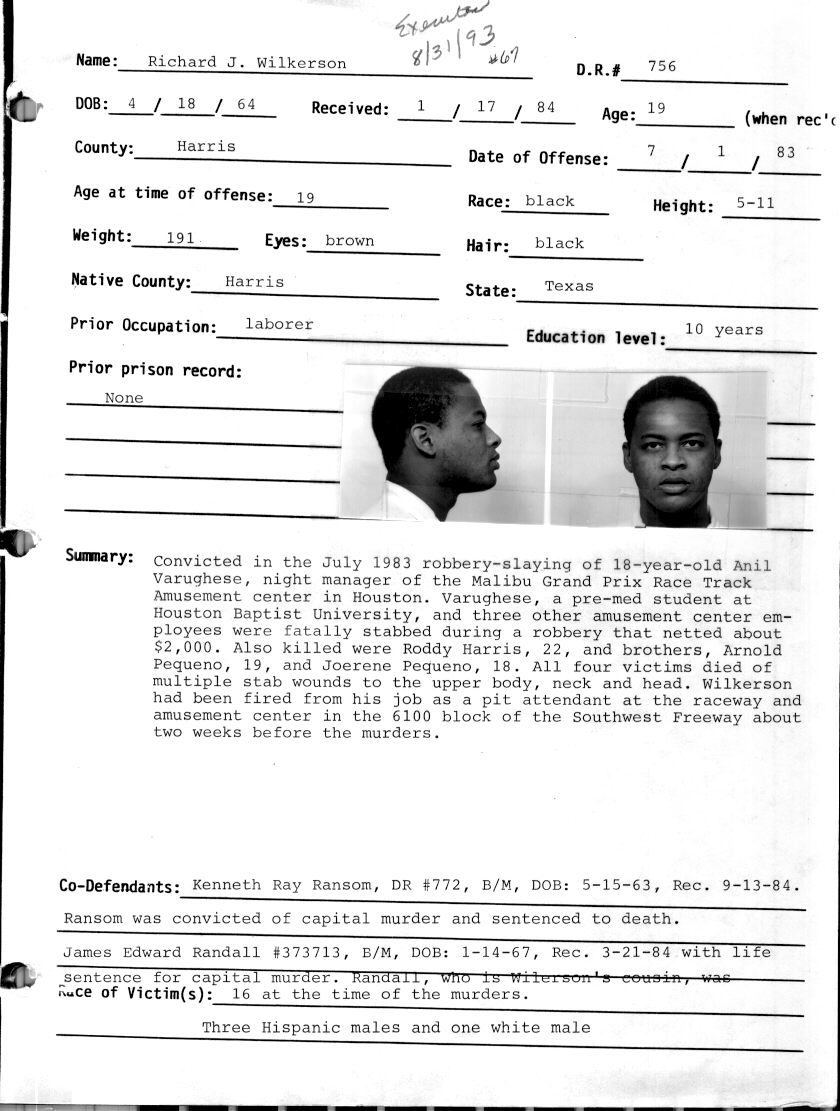 Executed
8/31/93
#67
Name: Richard J. Wilkerson D.R.# 756
DOB: 4 / 18 / 64 Received: 1 / 17 / 84 Age: 19 (when rec'd
County: Harris Date of Offense: 7 / 1 / 83
Age at time of offense: 19 Race: black Height: 5-11
Weight: 191 Eyes: brown Hair: black
Native County: Harris State: Texas
Prior Occupation: laborer Education level: 10 years
Prior prison record:
None
Summary: Convicted in the July 1983 robbery-slaying of 18-year-old Anil
Varughese, night manager of the Malibu Grand Prix Race Track
Amusement center in Houston. Varughese, a pre-med student at
Houston Baptist University, and three other amusement center em-
ployees were fatally stabbed during a robbery that netted about
$2,000. Also killed were Roddy Harris, 22, and brothers, Arnold
Pequeno, 19, and Joerene Pequeno, 18. All four victims died of
multiple stab wounds to the upper body, neck and head. Wilkerson
had been fired from his job as a pit attendant at the raceway and
amusement center in the 6100 block of the Southwest Freeway about
two weeks before the murders.
Co-Defendants: Kenneth Ray Ransom, DR #772, B/M, DOB: 5-15-63, Rec. 9-13-84.
Ransom was convicted of capital murder and sentenced to death.
James Edward Randall #373713, B/M, DOB: 1-14-67, Rec. 3-21-84 with life
sentence for capital murder. Randall, who is Wilerson's cousin, was
Race of Victim(s): 16 at the time of the murders.
Three Hispanic males and one white male